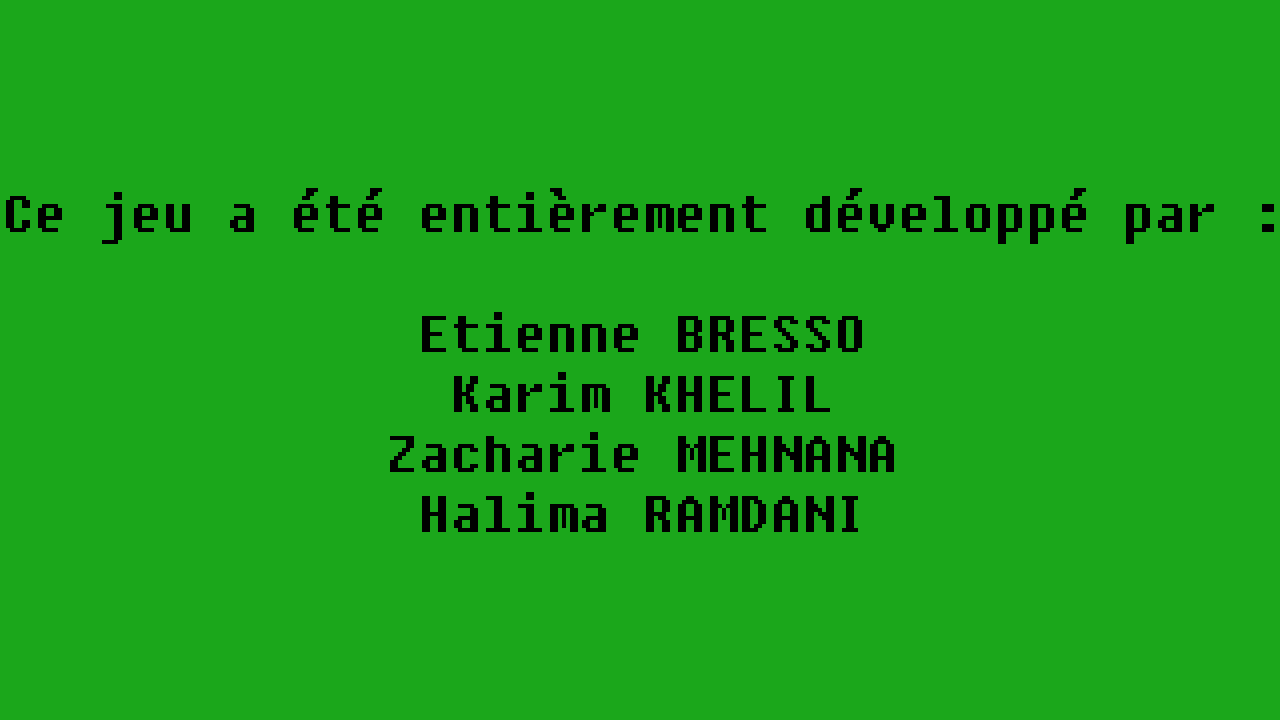 Ce jeu a été entièrement développé par :
Etienne BRESSO
Karim KHELIL
Zacharie MEHNANA
Halima RAMDANI